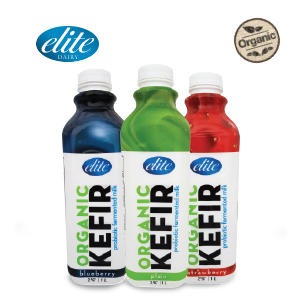 elite
DAIRY
Organic
elite
ORGANIC
KEFIR
probiotic fermented milk
blueberry
elite
ORGANIC
KEFIR
probiotic fermented milk
plain
elite
ORGANIC
KEFIR
probiotic fermented milk
strawberry